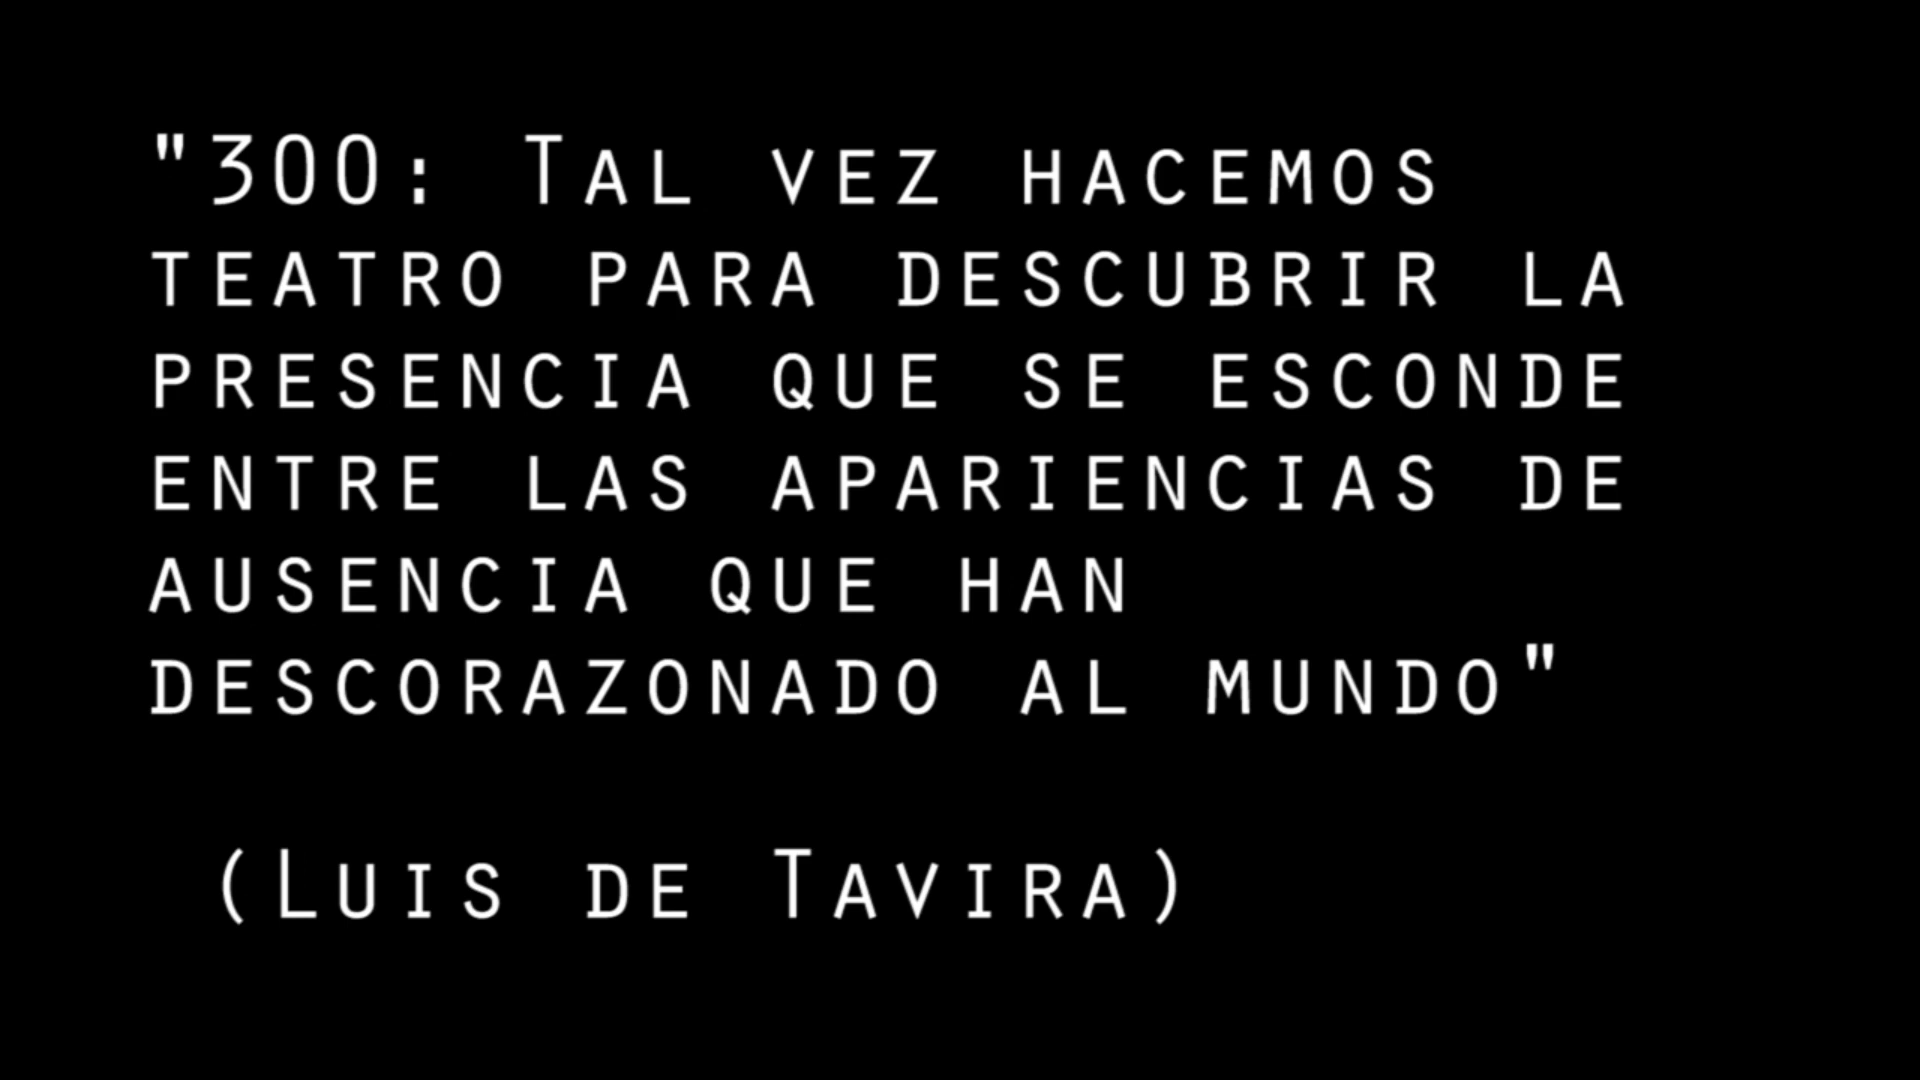 "300: Tal vez hacemos
teatro para descubrir la
presencia que se esconde
entre las apariencias de
ausencia que han
descorazonado al mundo"
(Luis de Tavira)